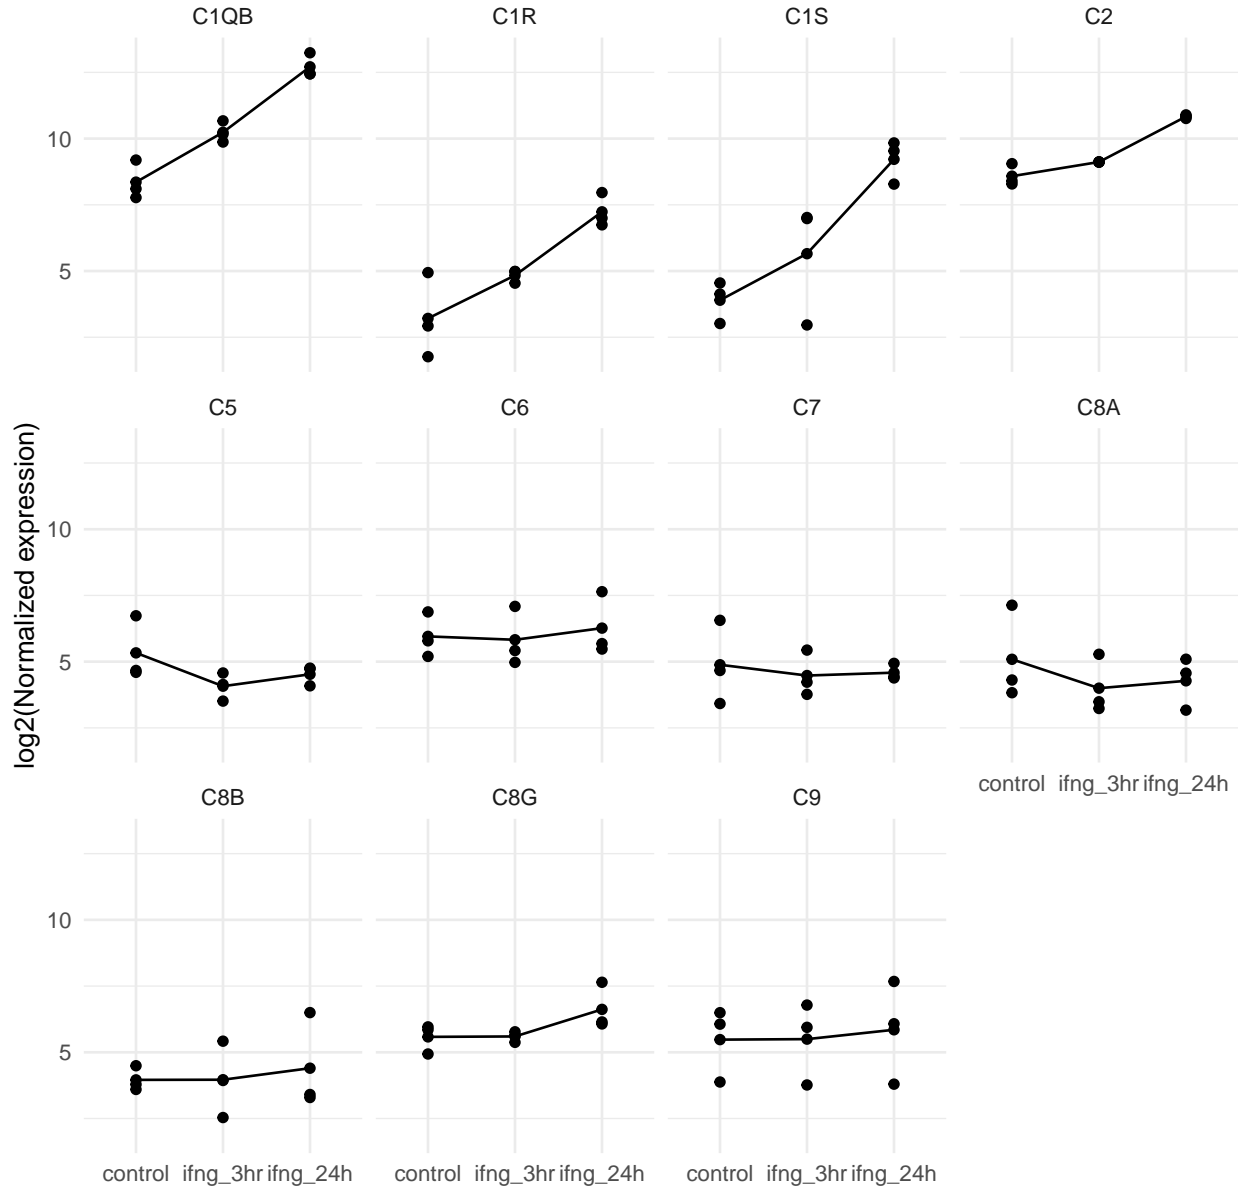 C1QB C1R C1S C2
10
5
C5 C6 C7 C8A
log2(Normalized expression)
10
5
control ifng_3hr ifng_24h
C8B C8G C9
10
5
control ifng_3hr ifng_24h control ifng_3hr ifng_24h control ifng_3hr ifng_24h